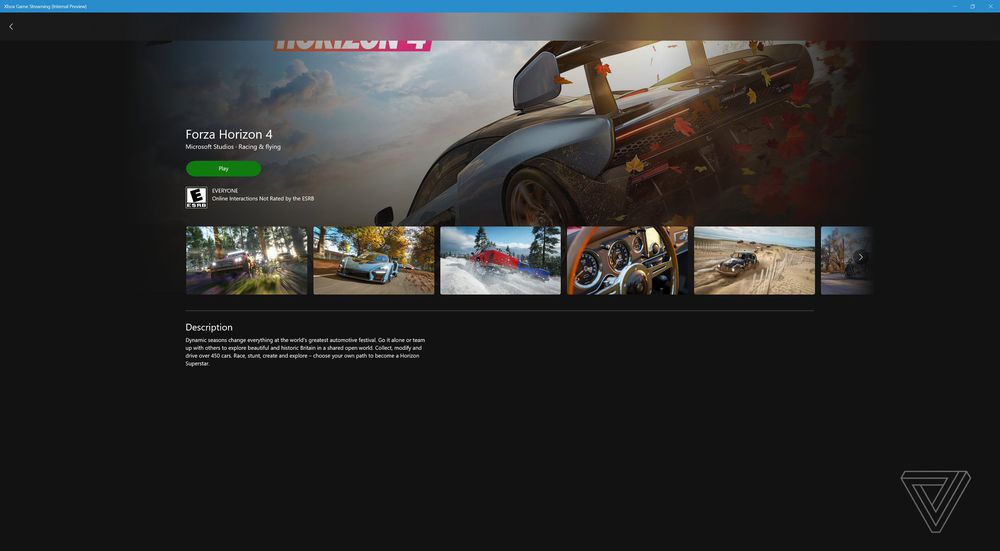 Xbox Game Streaming (Internal Preview)
HORIZON 4
Forza Horizon 4
Microsoft Studios - Racing & flying
Play
E
ESRB
EVERYONE
Online Interactions Not Rated by the ESRB
Description
Dynamic seasons change everything at the world's greatest automotive festival. Go it alone or team
up with others to explore beautiful and historic Britain in a shared open world. Collect, modify and
drive over 450 cars. Race, stunt, create and explore – choose your own path to become a Horizon
Superstar.